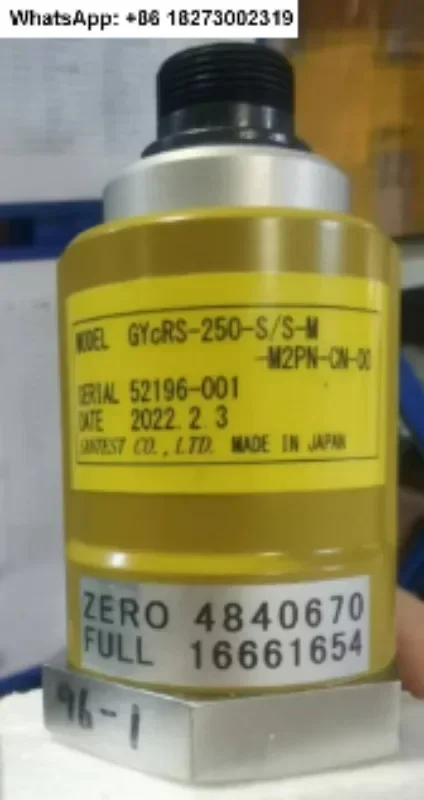 WhatsApp: +86 18273002319
MODEL GYcRS-250-S/S-M
-M2PN-CN-00
SERIAL 52196-001
DATE 2022.2.3
SANTEST CO., LTD. MADE IN JAPAN
ZERO 4840670
FULL 16661654
96-1